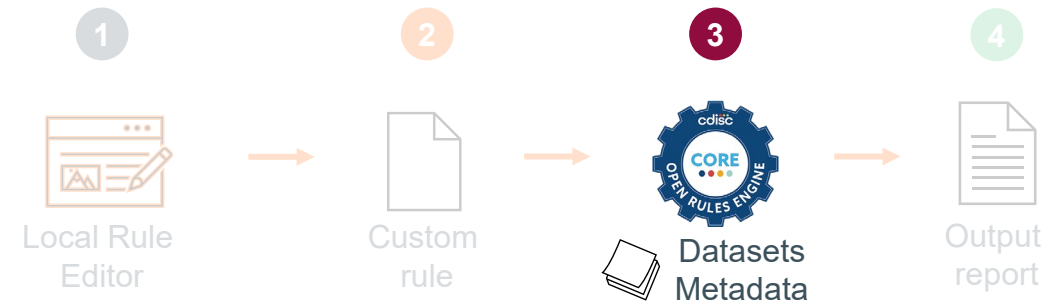 1
2
3
4
cdisc
CORE
OPEN RULES ENGINE
Local Rule
Editor
Custom
rule
Datasets
Metadata
Output
report